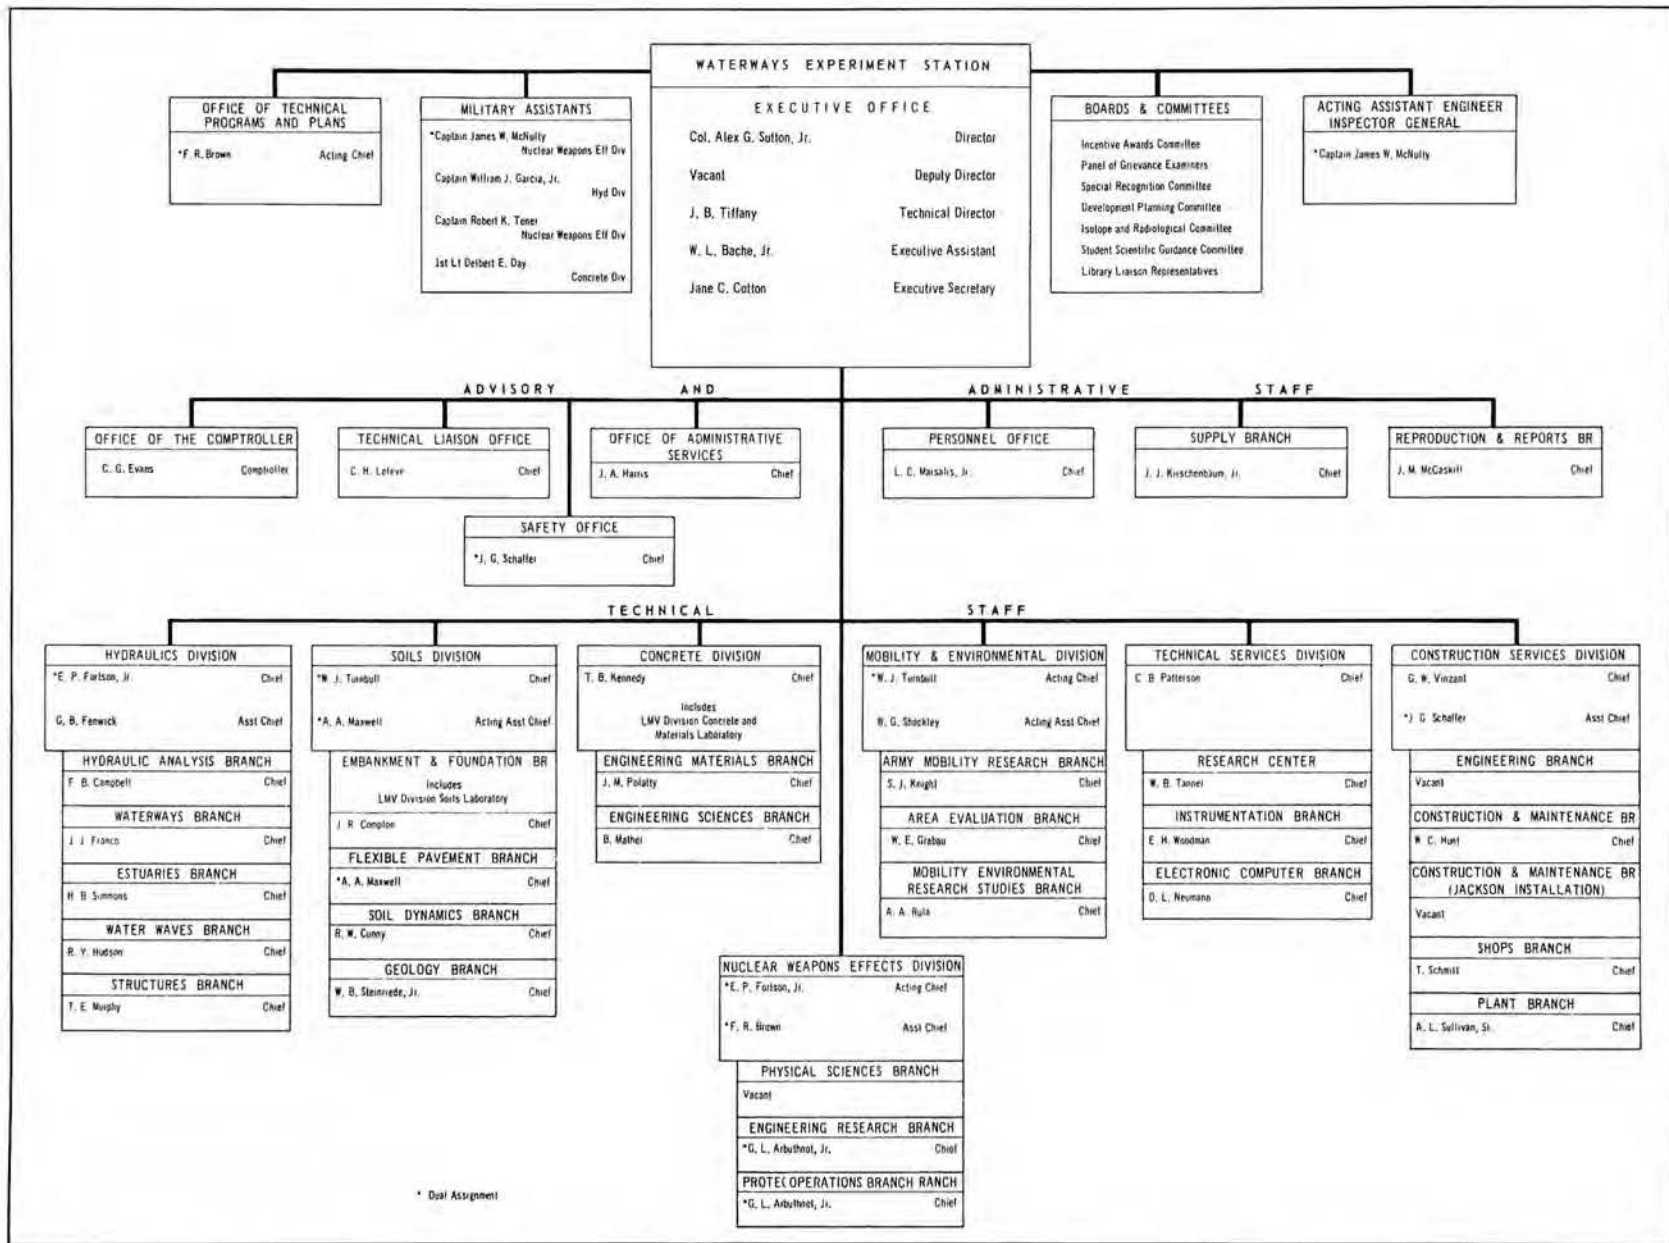 WATERWAYS EXPERIMENT STATION
EXECUTIVE OFFICE
Col. Alex G. Sutton, Jr. Director
Vacant Deputy Director
J. B. Tiffany Technical Director
W. L. Bache, Jr. Executive Assistant
Jane C. Cotton Executive Secretary
OFFICE OF TECHNICAL
PROGRAMS AND PLANS
*F. R. Brown Acting Chief
MILITARY ASSISTANTS
*Captain James W. McNulty
Nuclear Weapons Eff Div
Captain William J. Garcia, Jr.
Hyd Div
Captain Robert K. Tener
Nuclear Weapons Eff Div
1st Lt Delbert E. Day
Concrete Div
BOARDS & COMMITTEES
Incentive Awards Committee
Panel of Grievance Examiners
Special Recognition Committee
Development Planning Committee
Isotope and Radiological Committee
Student Scientific Guidance Committee
Library Liaison Representatives
ACTING ASSISTANT ENGINEER
INSPECTOR GENERAL
*Captain James W. McNulty
ADVISORY AND ADMINISTRATIVE STAFF
OFFICE OF THE COMPTROLLER
C. G. Evans Comptroller
TECHNICAL LIAISON OFFICE
C. H. Chief
OFFICE OF ADMINISTRATIVE
SERVICES
J. A. Harris Chief
PERSONNEL OFFICE
L. C. Marsalis, Jr. Chief
SUPPLY BRANCH
J. J. Kirschenbaum, Jr. Chief
REPRODUCTION & REPORTS BR
J. M. McCaskill Chief
SAFETY OFFICE
*J. G. Schaffer Chief
TECHNICAL STAFF
HYDRAULICS DIVISION
*E. P. Fortson, Jr. Chief
G. B. Fenwick Asst Chief
HYDRAULIC ANALYSIS BRANCH
F B. Campbell Chief
WATERWAYS BRANCH
J J Franco Chief
ESTUARIES BRANCH
H B Simmons Chief
WATER WAVES BRANCH
R. Y. Hudson Chief
STRUCTURES BRANCH
T. E Murphy Chief
SOILS DIVISION
*W. J. Turnbull Chief
*A. A. Maxwell Acting Asst Chief
EMBANKMENT & FOUNDATION BR
Includes
LMV Division Soils Laboratory
J R Compton Chief
FLEXIBLE PAVEMENT BRANCH
*A. A. Maxwell Chief
SOIL DYNAMICS BRANCH
R. W. Cunny Chief
GEOLOGY BRANCH
W. B. Steinriede, Jr. Chief
CONCRETE DIVISION
T. B. Kennedy Chief
Includes
LMV Division Concrete and
Materials Laboratory
ENGINEERING MATERIALS BRANCH
J. M. Polatty Chief
ENGINEERING SCIENCES BRANCH
B. Mather Chief
NUCLEAR WEAPONS EFFECTS DIVISION
*E. P. Fortson, Jr. Acting Chief
*F. R. Brown Asst Chief
PHYSICAL SCIENCES BRANCH
Vacant
ENGINEERING RESEARCH BRANCH
*G. L. Arbuthnot, Jr. Chief
PROTEC OPERATIONS BRANCH RANCH
*G. L. Arbuthnot, Jr. Chief
MOBILITY & ENVIRONMENTAL DIVISION
*W. J. Turnbull Acting Chief
W. G. Shockley Acting Asst Chief
ARMY MOBILITY RESEARCH BRANCH
S. J. Knight Chief
AREA EVALUATION BRANCH
W. E. Grabau Chief
MOBILITY ENVIRONMENTAL
RESEARCH STUDIES BRANCH
A. A. Rula Chief
TECHNICAL SERVICES DIVISION
C B Patterson Chief
RESEARCH CENTER
W. B. Chief
INSTRUMENTATION BRANCH
E. H. Woodman Chief
ELECTRONIC COMPUTER BRANCH
D. L. Neumann Chief
CONSTRUCTION SERVICES DIVISION
G. W. Vinzant Chief
*J G Schaffer Asst Chief
ENGINEERING BRANCH
Vacant
CONSTRUCTION & MAINTENANCE BR
W C. Hunt Chief
CONSTRUCTION & MAINTENANCE BR
(JACKSON INSTALLATION)
Vacant
SHOPS BRANCH
T. Schmitt Chief
PLANT BRANCH
A. L. Sullivan, Sr. Chief
* Dual Assignment